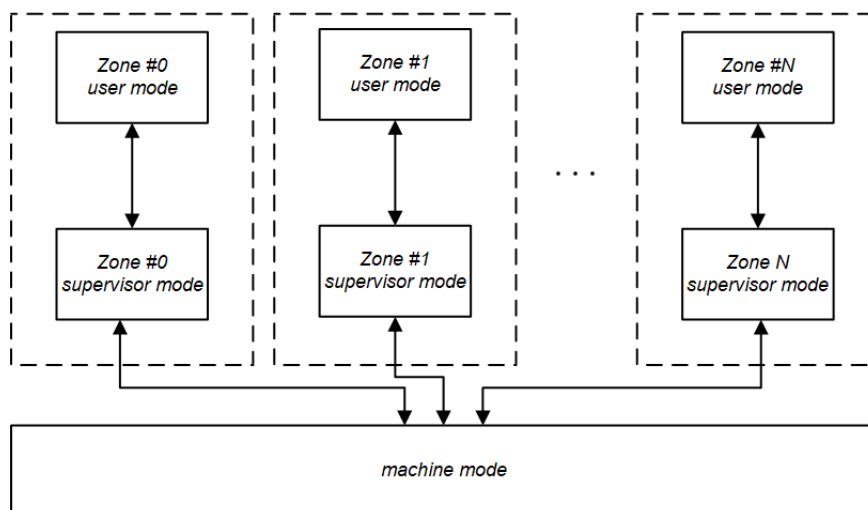 Zone #0
user mode
Zone #1
user mode
Zone #N
user mode
. . .
Zone #0
supervisor mode
Zone #1
supervisor mode
Zone N
supervisor mode
machine mode